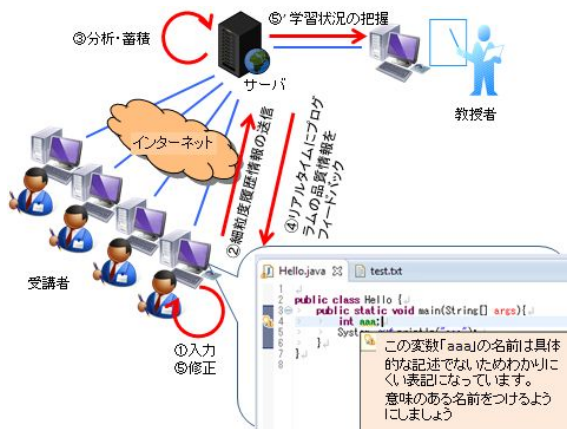 ⑤’学習状況の把握
③分析・蓄積
サーバ
教授者
インターネット
②細粒度履歴情報の送信
④リアルタイムにプログ
ラムの品質情報を
フィードバック
受講者
①入力
⑤修正
Hello.java
test.txt
1
2 public class Hello {
3 public static void main(String[] args){
4 int aaa;
5
6 }
7 }
この変数「aaa」の名前は具体
的な記述でないためわかりに
くい表記になっています。
意味のある名前をつけるよう
にしましょう